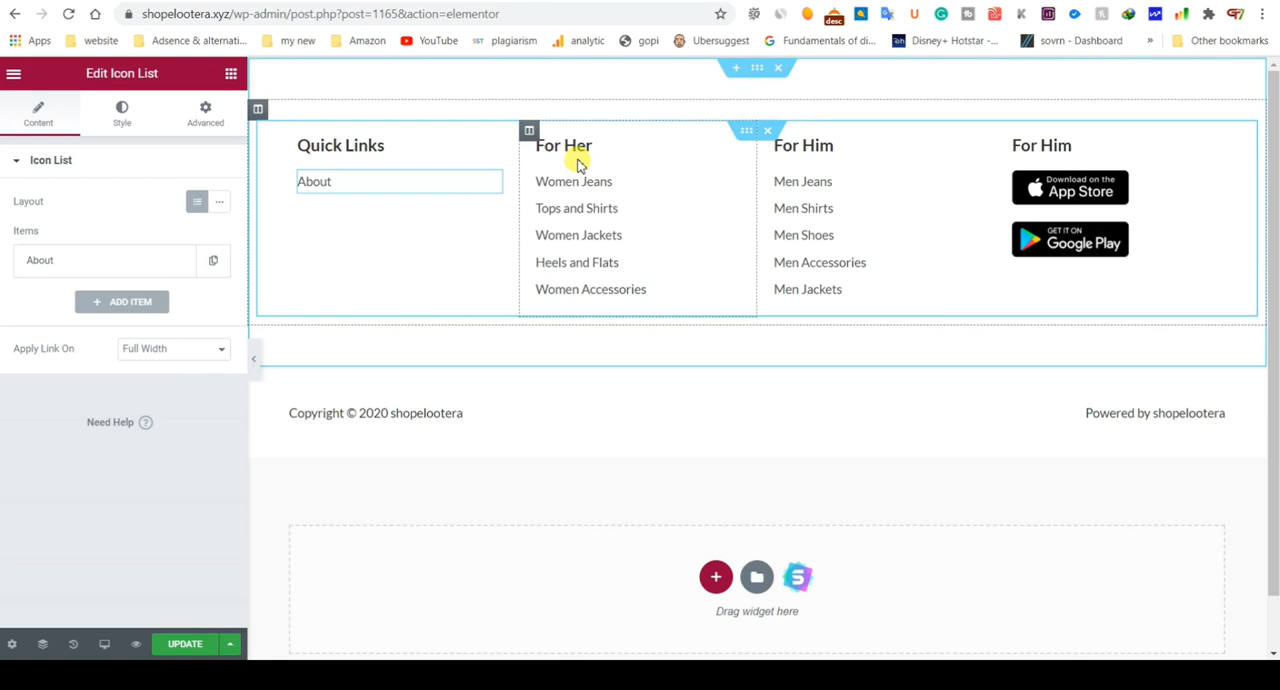 shopelootera.xyz/wp-admin/post.php?post=1165&action=elementor
desc
Apps
website
Adsence & alternati...
my new
Amazon
YouTube
SST
plagiarism
analytic
gopi
Ubersuggest
Fundamentals of di...
Disney+ Hotstar -...
sovrn - Dashboard
»
Other bookmarks
Edit Icon List
Content
Style
Advanced
Icon List
Layout
Items
About
+ ADD ITEM
Apply Link On
Full Width
Need Help ?
UPDATE
Quick Links
About
For Her
Women Jeans
Tops and Shirts
Women Jackets
Heels and Flats
Women Accessories
For Him
Men Jeans
Men Shirts
Men Shoes
Men Accessories
Men Jackets
For Him
Download on the
App Store
GET IT ON
Google Play
Copyright © 2020 shopelootera
Powered by shopelootera
Drag widget here